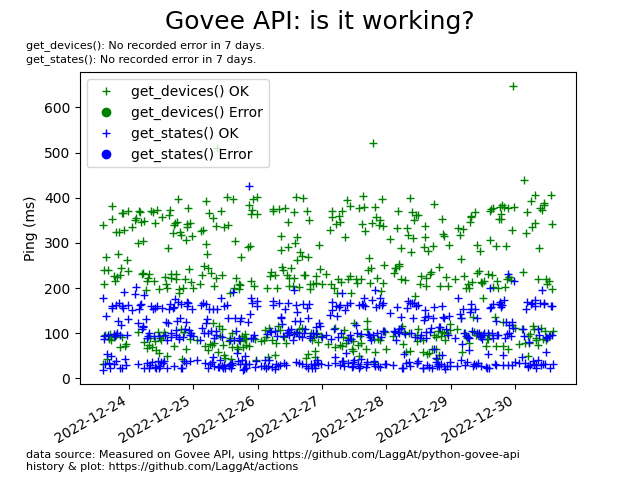 Govee API: is it working?
get_devices(): No recorded error in 7 days.
get_states(): No recorded error in 7 days.
get_devices() OK
get_devices() Error
get_states() OK
get_states() Error
Ping (ms)
600
500
400
300
200
100
0
2022-12-24
2022-12-25
2022-12-26
2022-12-27
2022-12-28
2022-12-29
2022-12-30
data source: Measured on Govee API, using https://github.com/LaggAt/python-govee-api
history & plot: https://github.com/LaggAt/actions